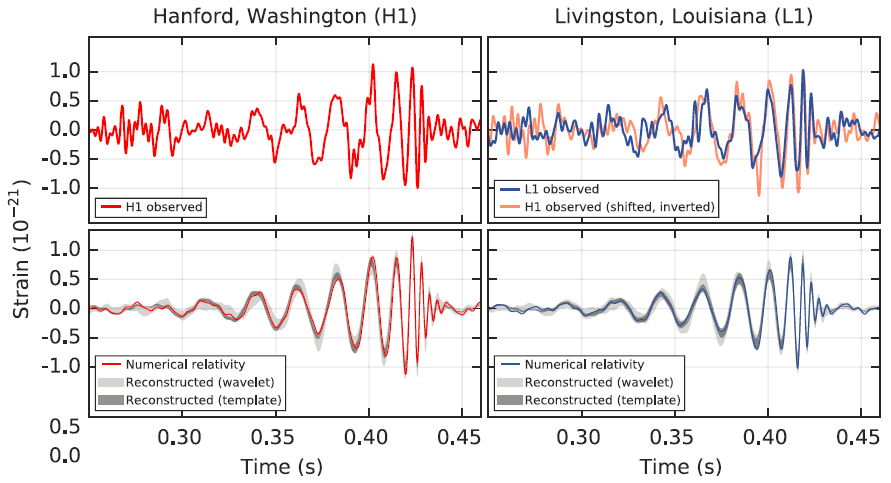 Hanford, Washington (H1)
Livingston, Louisiana (L1)
1.0
0.5
0.0
-0.5
-1.0
H1 observed
L1 observed
H1 observed (shifted, inverted)
Strain (10⁻²¹)
1.0
0.5
0.0
-0.5
-1.0
Numerical relativity
Reconstructed (wavelet)
Reconstructed (template)
Numerical relativity
Reconstructed (wavelet)
Reconstructed (template)
0.5
0.0
0.30 0.35 0.40 0.45
0.30 0.35 0.40 0.45
Time (s)
Time (s)